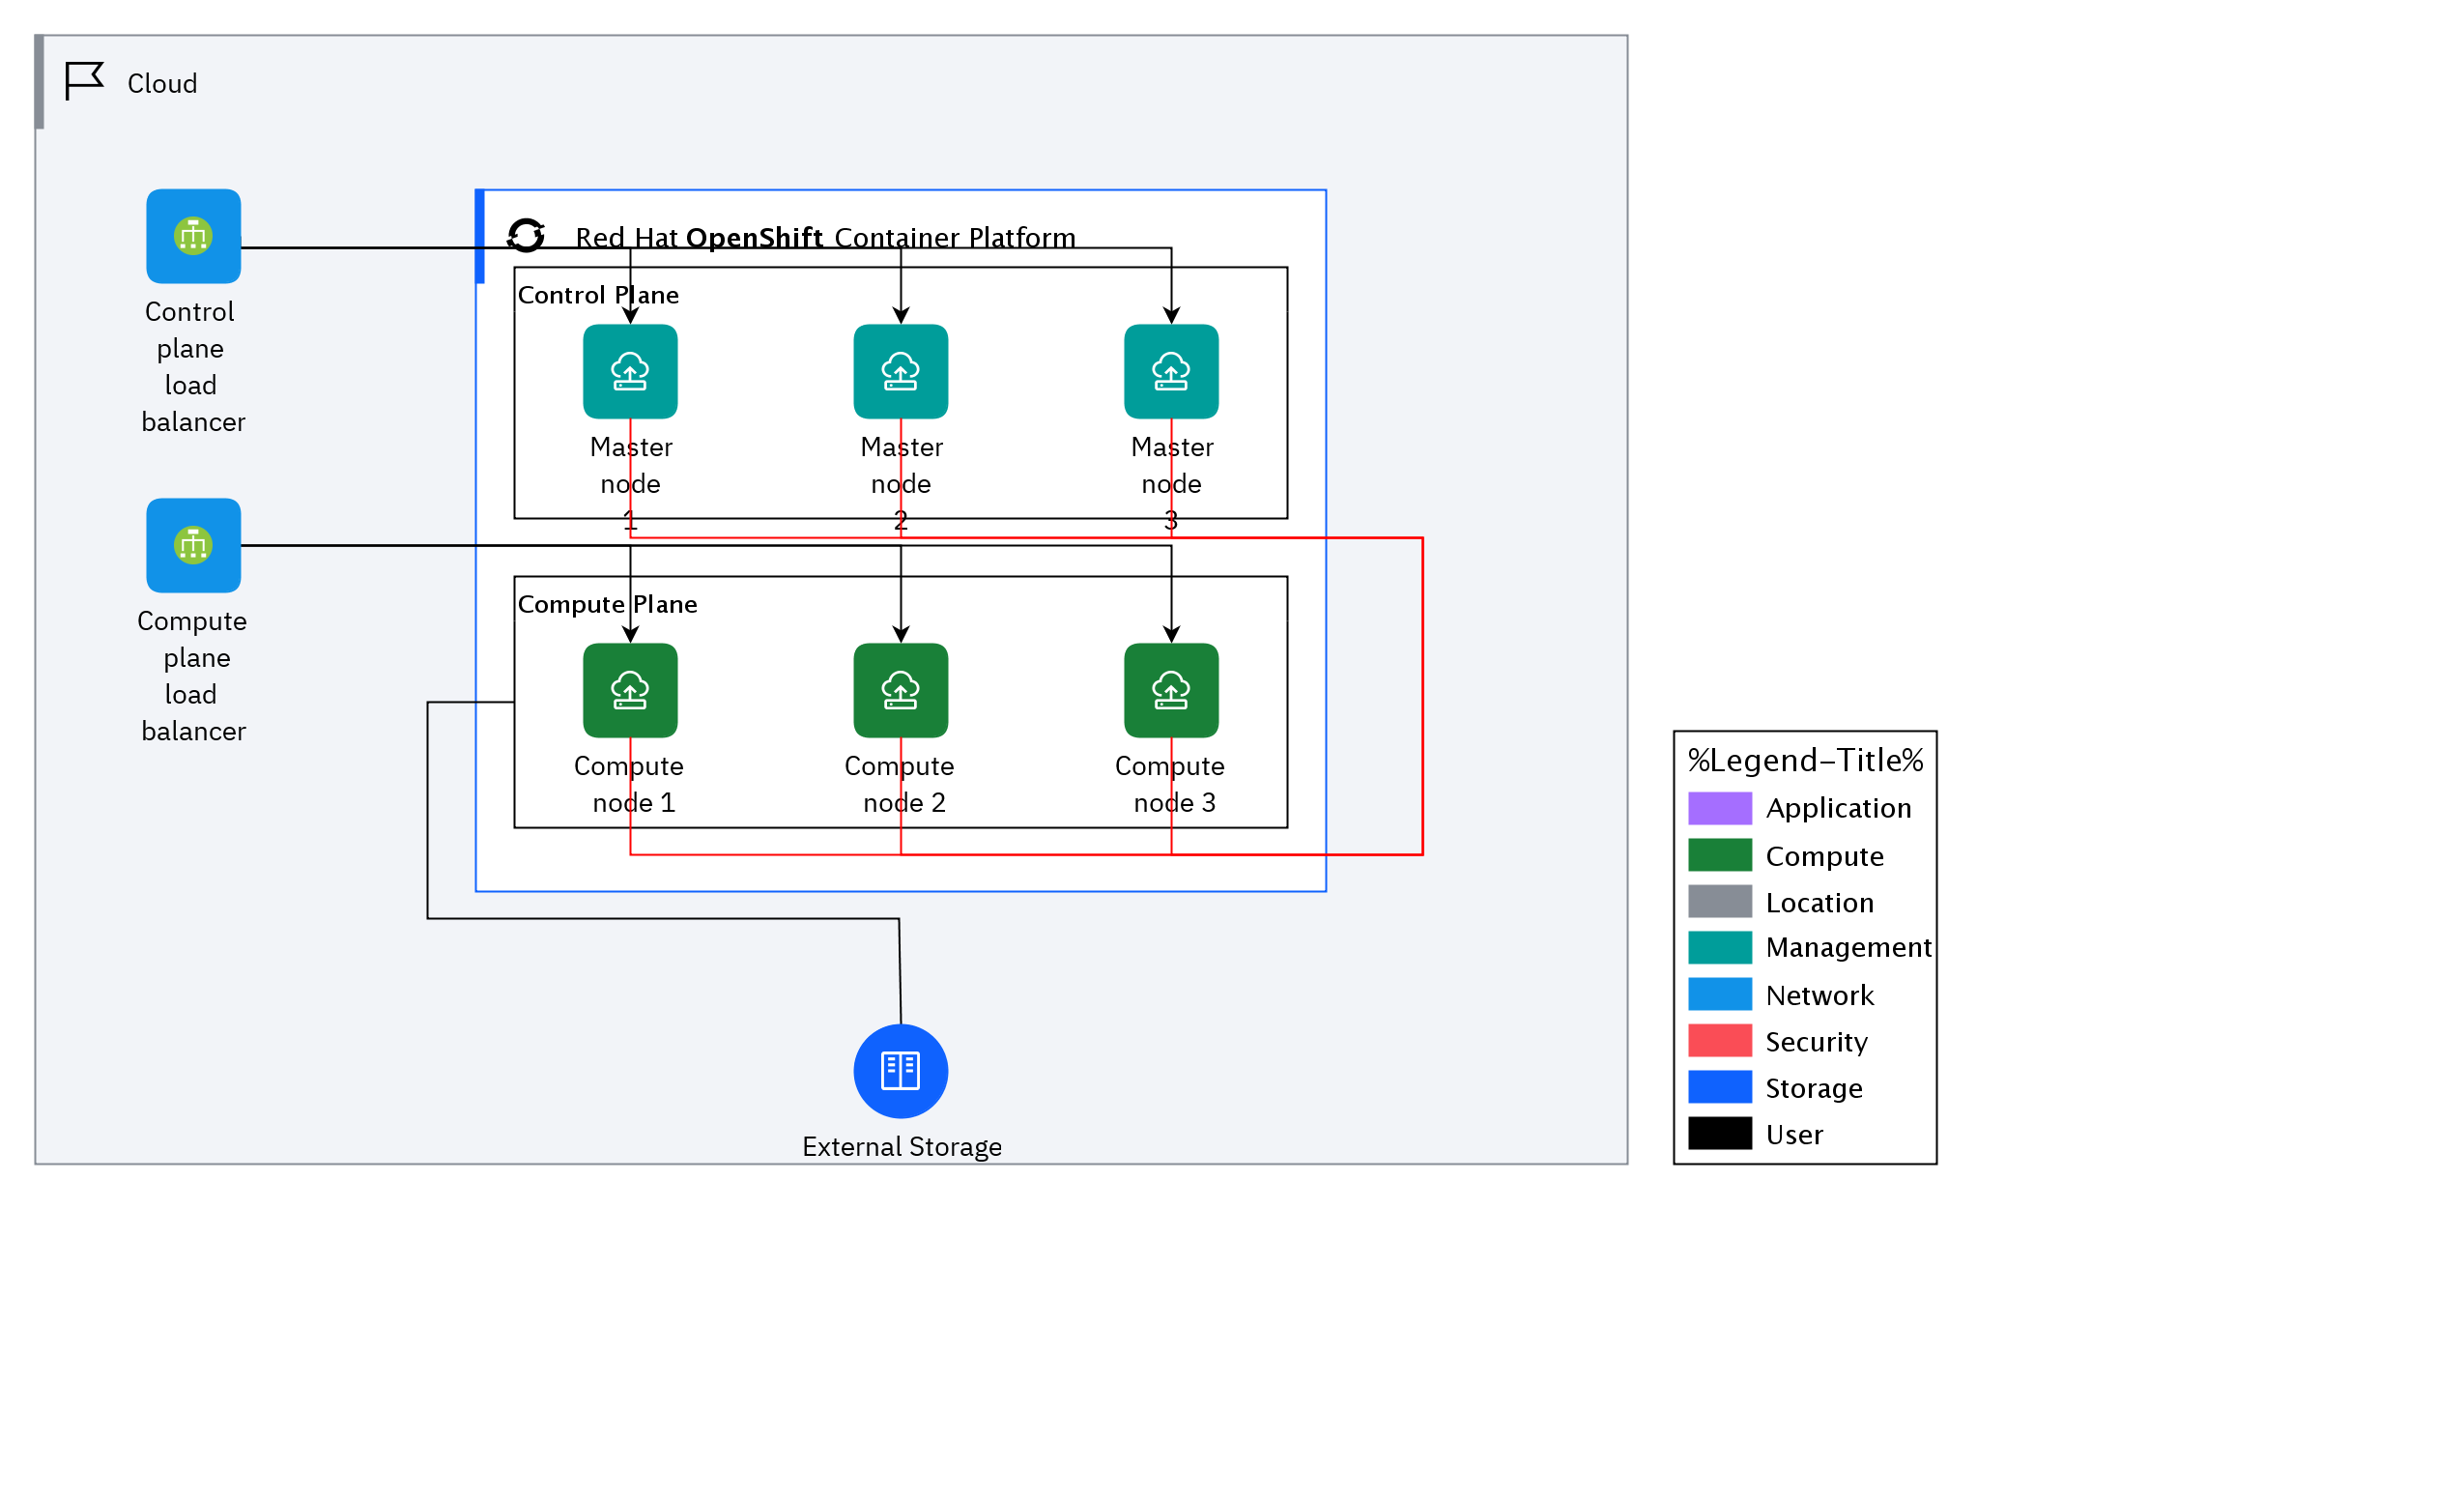 Cloud
Red Hat OpenShift Container Platform
Control
plane
load
balancer
Control Plane
Master
node
1
Master
node
2
Master
node
3
Compute
plane
load
balancer
Compute Plane
Compute
node 1
Compute
node 2
Compute
node 3
External Storage
%Legend-Title%
Application
Compute
Location
Management
Network
Security
Storage
User